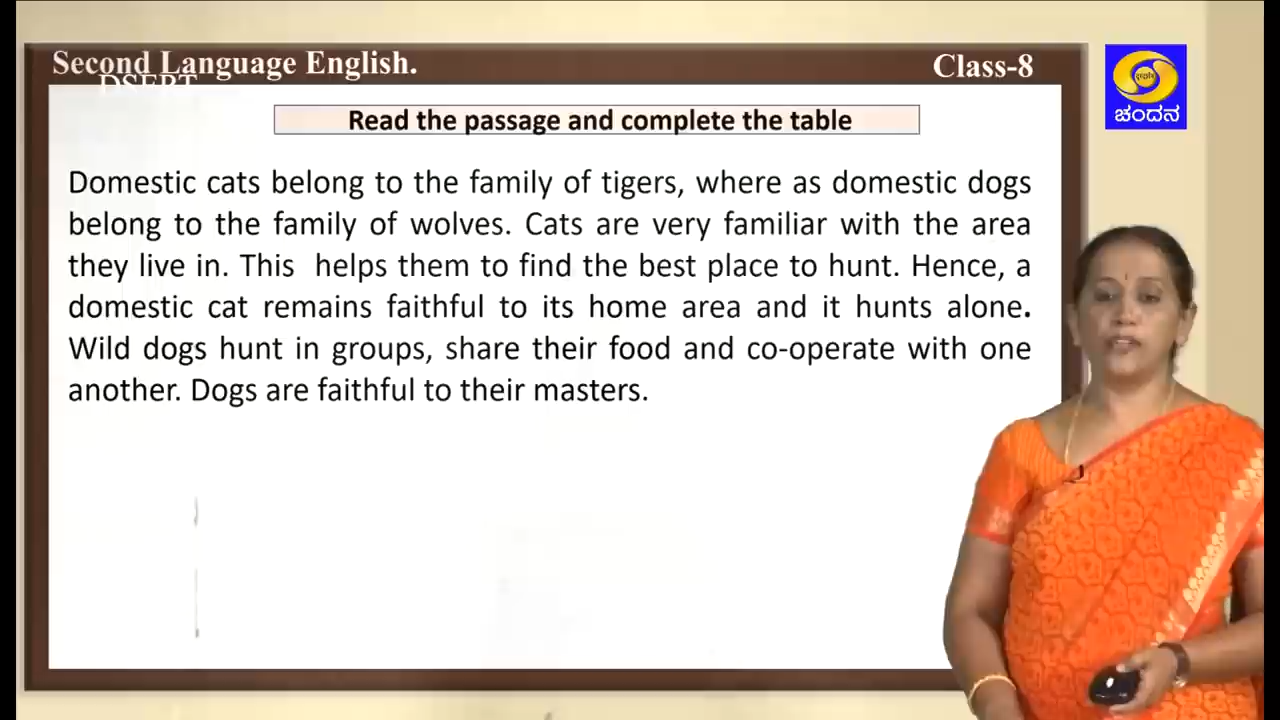 Second Language English.
Class-8
DSERT
ಚಂದನ
Read the passage and complete the table
Domestic cats belong to the family of tigers, where as domestic dogs
belong to the family of wolves. Cats are very familiar with the area
they live in. This  helps them to find the best place to hunt. Hence, a
domestic cat remains faithful to its home area and it hunts alone.
Wild dogs hunt in groups, share their food and co-operate with one
another. Dogs are faithful to their masters.